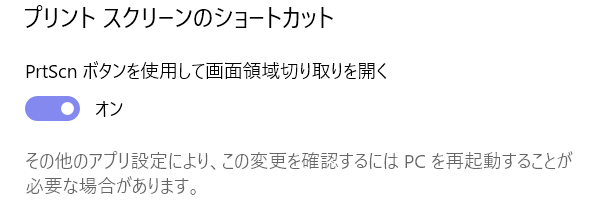 プリント スクリーンのショートカット
PrtScn ボタンを使用して画面領域切り取りを開く
オン
その他のアプリ設定により、この変更を確認するには PC を再起動することが
必要な場合があります。